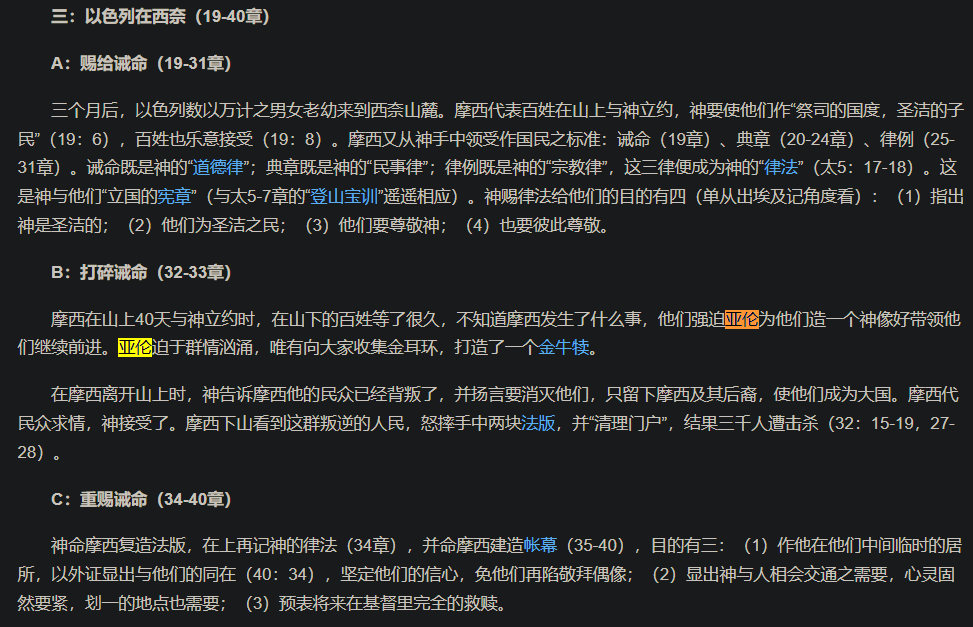 三：以色列在西奈（19-40章）
A：赐给诫命（19-31章）
三个月后，以色列数以万计之男女老幼来到西奈山麓。摩西代表百姓在山上与神立约，神要使他们作“祭司的国度，圣洁的子
民”（19：6），百姓也乐意接受（19：8）。摩西又从神手中领受作国民之标准：诫命（19章）、典章（20-24章）、律例（25-
31章）。诫命既是神的“道德律”；典章既是神的“民事律”；律例既是神的“宗教律”，这三律便成为神的“律法”（太5：17-18）。这
是神与他们“立国的宪章”（与太5-7章的“登山宝训”遥遥相应）。神赐律法给他们的目的有四（单从出埃及记角度看）：（1）指出
神是圣洁的；（2）他们为圣洁之民；（3）他们要尊敬神；（4）也要彼此尊敬。
B：打碎诫命（32-33章）
摩西在山上40天与神立约时，在山下的百姓等了很久，不知道摩西发生了什么事，他们强迫亚伦为他们造一个神像好带领他
们继续前进。亚伦迫于群情汹涌，唯有向大家收集金耳环，打造了一个金牛犊。
在摩西离开山上时，神告诉摩西他的民众已经背叛了，并扬言要消灭他们，只留下摩西及其后裔，使他们成为大国。摩西代
民众求情，神接受了。摩西下山看到这群叛逆的人民，怒摔手中两块法版，并“清理门户”，结果三千人遭击杀（32：15-19，27-
28）。
C：重赐诫命（34-40章）
神命摩西复造法版，在上再记神的律法（34章），并命摩西建造帐幕（35-40），目的有三：（1）作他在他们中间临时的居
所，以外证显出与他们的同在（40：34），坚定他们的信心，免他们再陷敬拜偶像；（2）显出神与人相会交通之需要，心灵固
然要紧，划一的地点也需要；（3）预表将来在基督里完全的救赎。